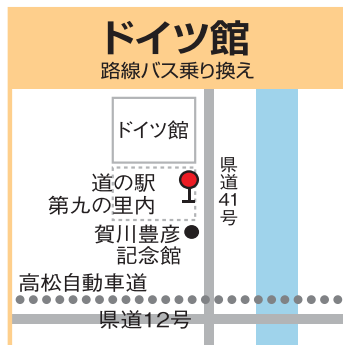 ドイツ館
路線バス乗り換え
ドイツ館
道の駅
第九の里内
県道41号
賀川豊彦
記念館
高松自動車道
県道12号